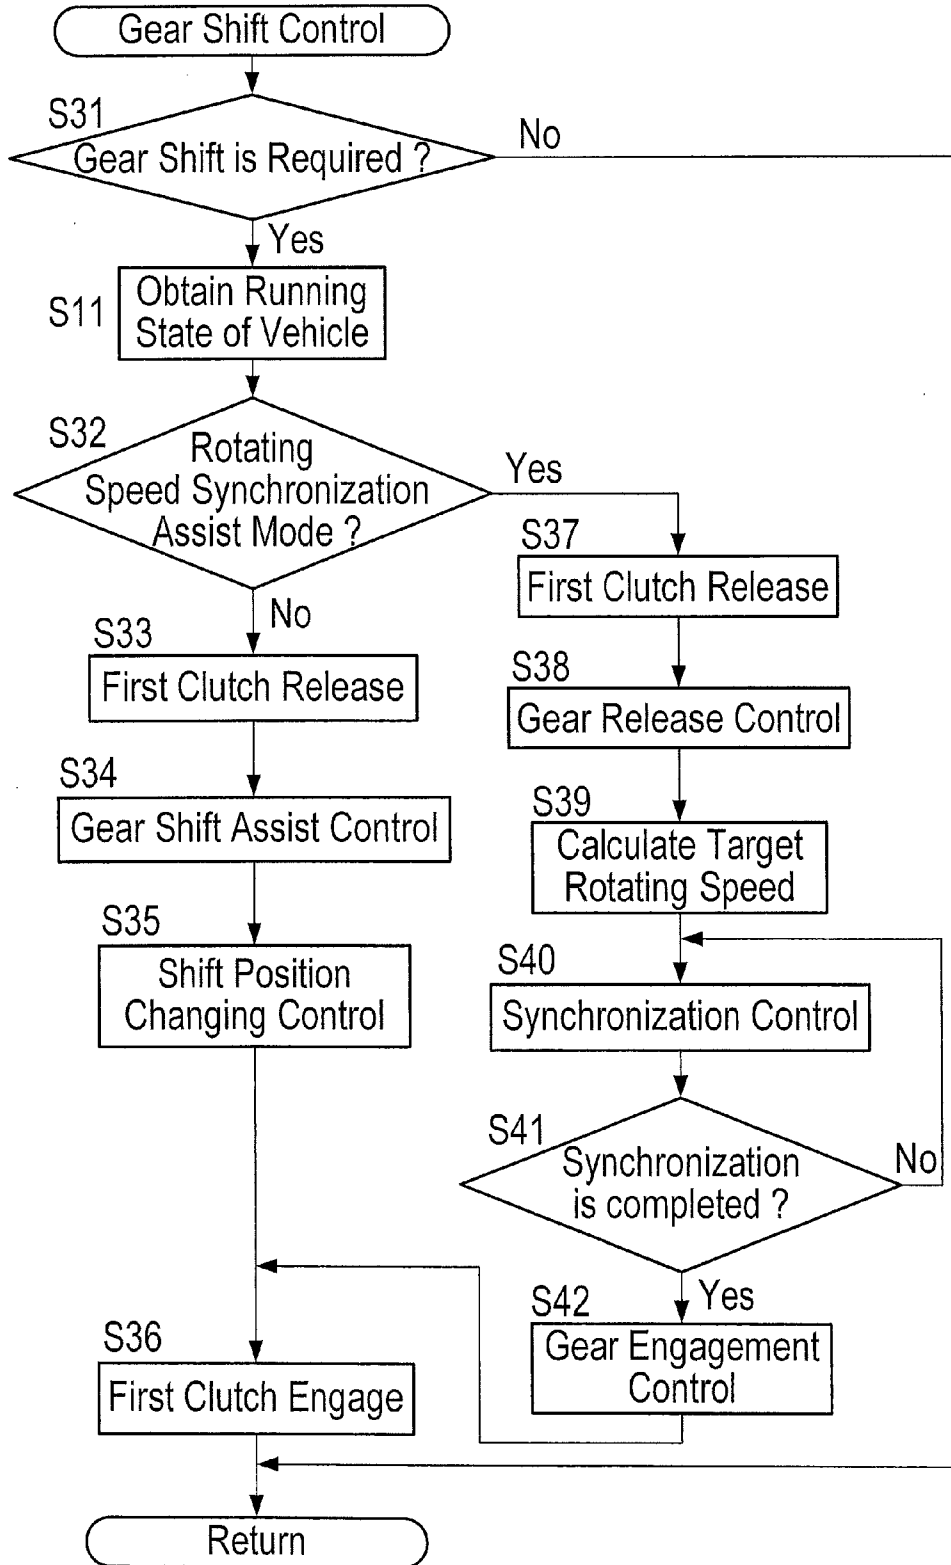 Gear Shift Control
S31
Gear Shift is Required ?
No
Yes
S11
Obtain Running
State of Vehicle
S32
Rotating
Speed Synchronization
Assist Mode ?
Yes
No
S37
First Clutch Release
S33
First Clutch Release
S38
Gear Release Control
S34
Gear Shift Assist Control
S39
Calculate Target
Rotating Speed
S35
Shift Position
Changing Control
S40
Synchronization Control
S41
Synchronization
is completed ?
No
Yes
S42
Gear Engagement
Control
S36
First Clutch Engage
Return